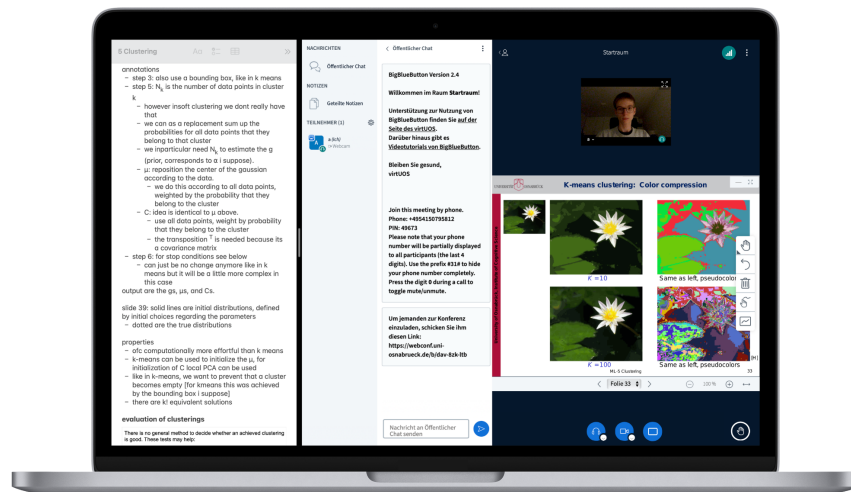 5 Clustering
Aa
annotations
– step 3: also use a bounding box, like in k means
– step 5: Nk is the number of data points in cluster
k
– however insoft clustering we dont really have
that
– we can as a replacement sum up the
probabilities for all data points that they
belong to that cluster
– we inparticular need Nk to estimate the g
(prior, corresponds to α i suppose).
– µ: reposition the center of the gaussian
according to the data.
– we do this according to all data points,
weighted by the probability that they
belong to the cluster
– C: idea is identical to µ above.
– use all data points, weight by probability
that they belong to the cluster
– the transposition T is needed because its
a covariance matrix
– step 6: for stop conditions see below
– can just be no change anymore like in k
means but it will be a little more complex in
this case
output are the gs, µs, and Cs.
slide 39: solid lines are initial distributions, defined
by initial choices regarding the parameters
– dotted are the true distributions
properties
– ofc computationally more effortful than k means
– k-means can be used to initialize the µ, for
initialization of C local PCA can be used
– like in k-means, we want to prevent that a cluster
becomes empty [for kmeans this was achieved
by the bounding box i suppose]
– there are k! equivalent solutions
evaluation of clusterings
There is no general method to decide whether an achieved clustering
is good. These tests may help:
NACHRICHTEN
Öffentlicher Chat
NOTIZEN
Geteilte Notizen
TEILNEHMER (1)
A
a (Ich)
Webcam
Öffentlicher Chat
BigBlueButton Version 2.4
Willkommen im Raum Startraum!
Unterstützung zur Nutzung von
BigBlueButton finden Sie auf der
Seite des virtUOS.
Darüber hinaus gibt es
Videotutorials von BigBlueButton.
Bleiben Sie gesund,
virtUOS
Join this meeting by phone.
Phone: +4954150795812
PIN: 49673
Please note that your phone
number will be partially displayed
to all participants (the last 4
digits). Use the prefix #31# to hide
your phone number completely.
Press the digit 0 during a call to
toggle mute/unmute.
Um jemanden zur Konferenz
einzuladen, schicken Sie ihm
diesen Link:
https://webconf.uni-
osnabrueck.de/b/dav-8zk-ltb
Nachricht an Öffentlicher
Chat senden
Startraum
UNIVERSITÄT OSNABRÜCK
K-means clustering: Color compression
University of Osnabrück, Institute of Cognitive Science
K =10
Same as left, pseudocolor
K =100
Same as left, pseudocolors
[M]
ML-5 Clustering
33
Folie 33
100 %